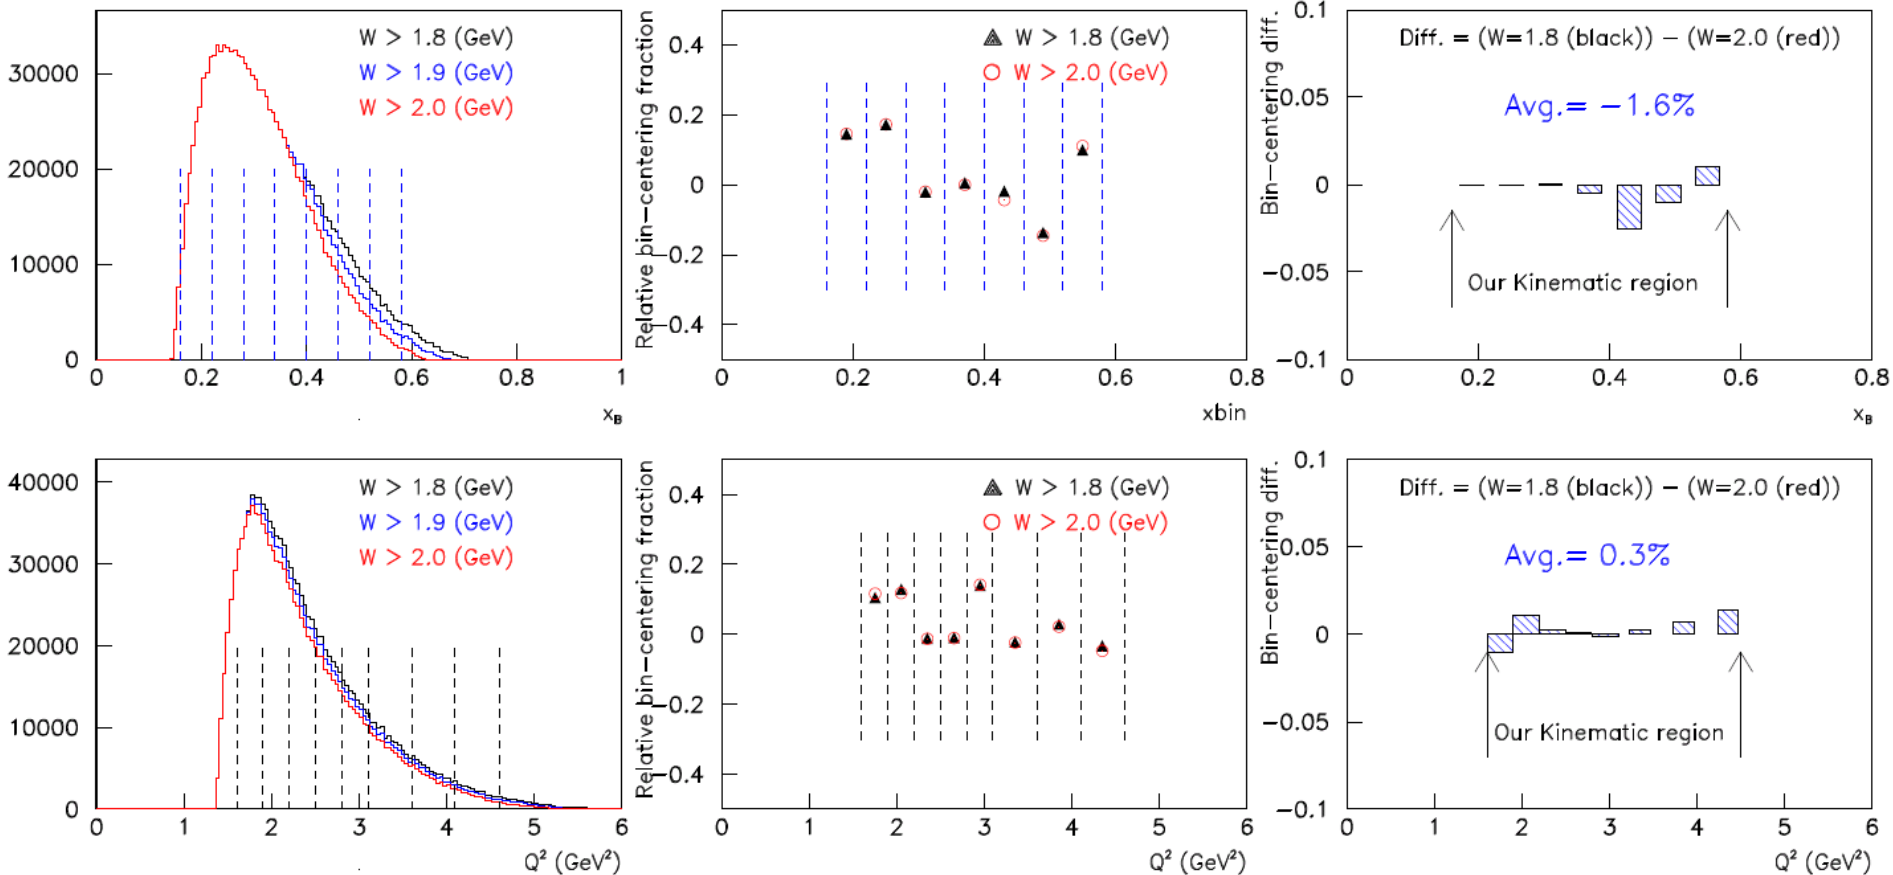 W > 1.8 (GeV)
W > 1.9 (GeV)
W > 2.0 (GeV)
30000
20000
10000
0
0 0.2 0.4 0.6 0.8 1
x_B
Relative bin-centering fraction
W > 1.8 (GeV)
W > 2.0 (GeV)
0.4
0.2
0
-0.2
-0.4
0.2 0.4 0.6 0.8
xbin
Bin-centering diff.
Diff. = (W=1.8 (black)) - (W=2.0 (red))
Avg.= -1.6%
Our Kinematic region
0.1
0.05
0
-0.05
-0.1
0 0.2 0.4 0.6 0.8
x_B
W > 1.8 (GeV)
W > 1.9 (GeV)
W > 2.0 (GeV)
40000
30000
20000
10000
0
0 1 2 3 4 5 6
Q² (GeV²)
Relative bin-centering fraction
W > 1.8 (GeV)
W > 2.0 (GeV)
0.4
0.2
0
-0.2
-0.4
0 1 2 3 4 5 6
Q² (GeV²)
Bin-centering diff.
Diff. = (W=1.8 (black)) - (W=2.0 (red))
Avg.= 0.3%
Our Kinematic region
0.1
0.05
0
-0.05
-0.1
0 1 2 3 4 5 6
Q² (GeV²)